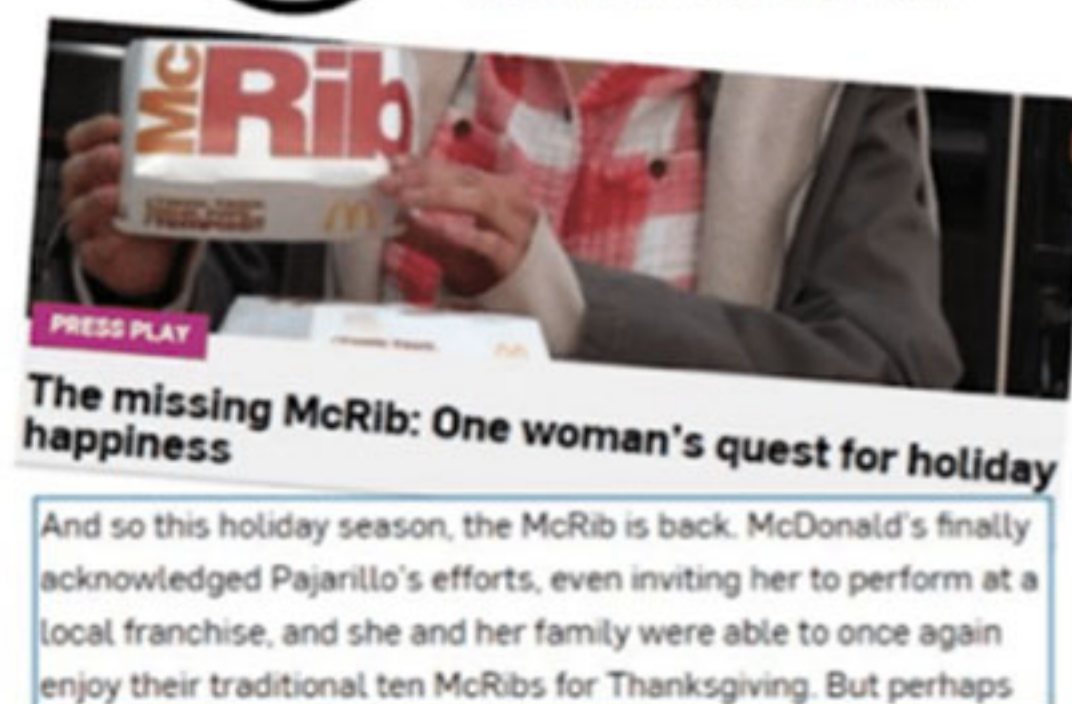 McRib
PRESS PLAY
The missing McRib: One woman's quest for holiday
happiness
And so this holiday season, the McRib is back. McDonald's finally
acknowledged Pajarillo's efforts, even inviting her to perform at a
local franchise, and she and her family were able to once again
enjoy their traditional ten McRibs for Thanksgiving. But perhaps